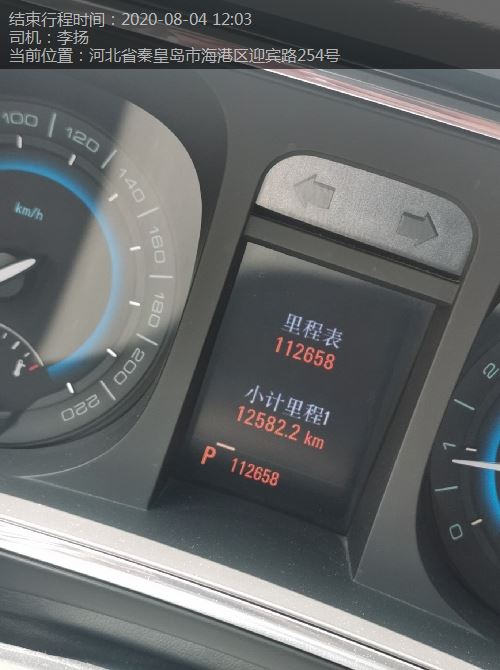 结束行程时间：2020-08-04 12:03
司机：李扬
当前位置：河北省秦皇岛市海港区迎宾路254号
100
120
140
160
180
200
220
km/h
里程表
112658
小计里程1
12582.2 km
P 112658
2
1
0